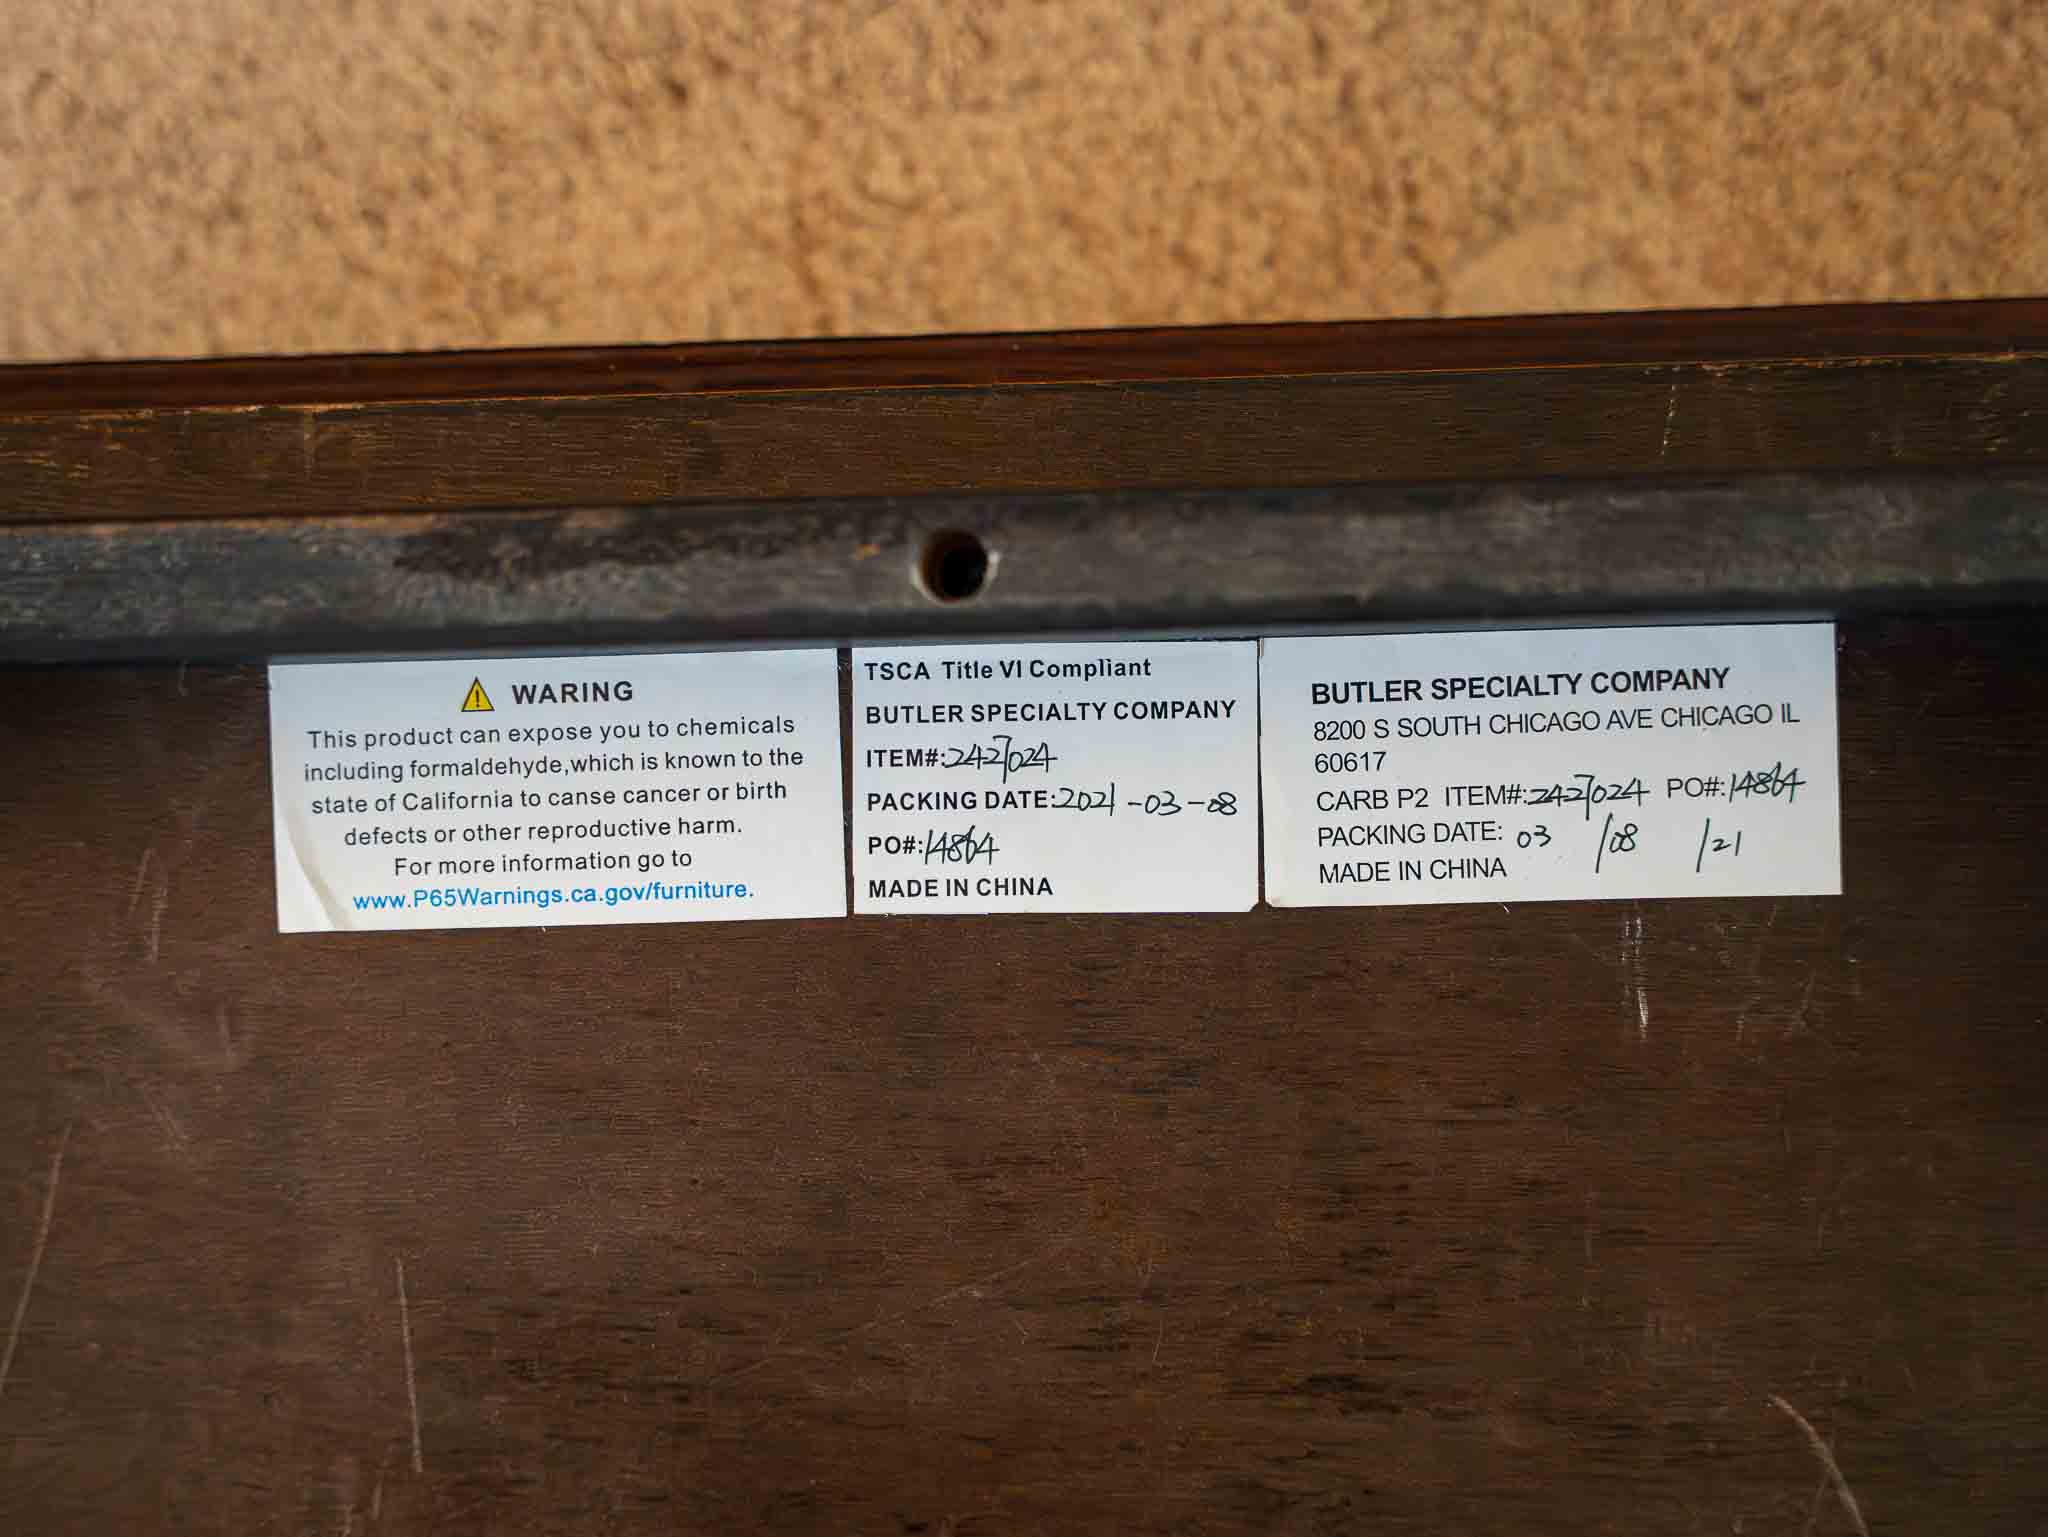 WARING
This product can expose you to chemicals
including formaldehyde,which is known to the
state of California to canse cancer or birth
defects or other reproductive harm.
For more information go to
www.P65Warnings.ca.gov/furniture.
TSCA Title VI Compliant
BUTLER SPECIALTY COMPANY
ITEM#:2427024
PACKING DATE:2021-03-08
PO#:14864
MADE IN CHINA
BUTLER SPECIALTY COMPANY
8200 S SOUTH CHICAGO AVE CHICAGO IL
60617
CARB P2 ITEM#:2427024 PO#:14864
PACKING DATE: 03 /08 /21
MADE IN CHINA